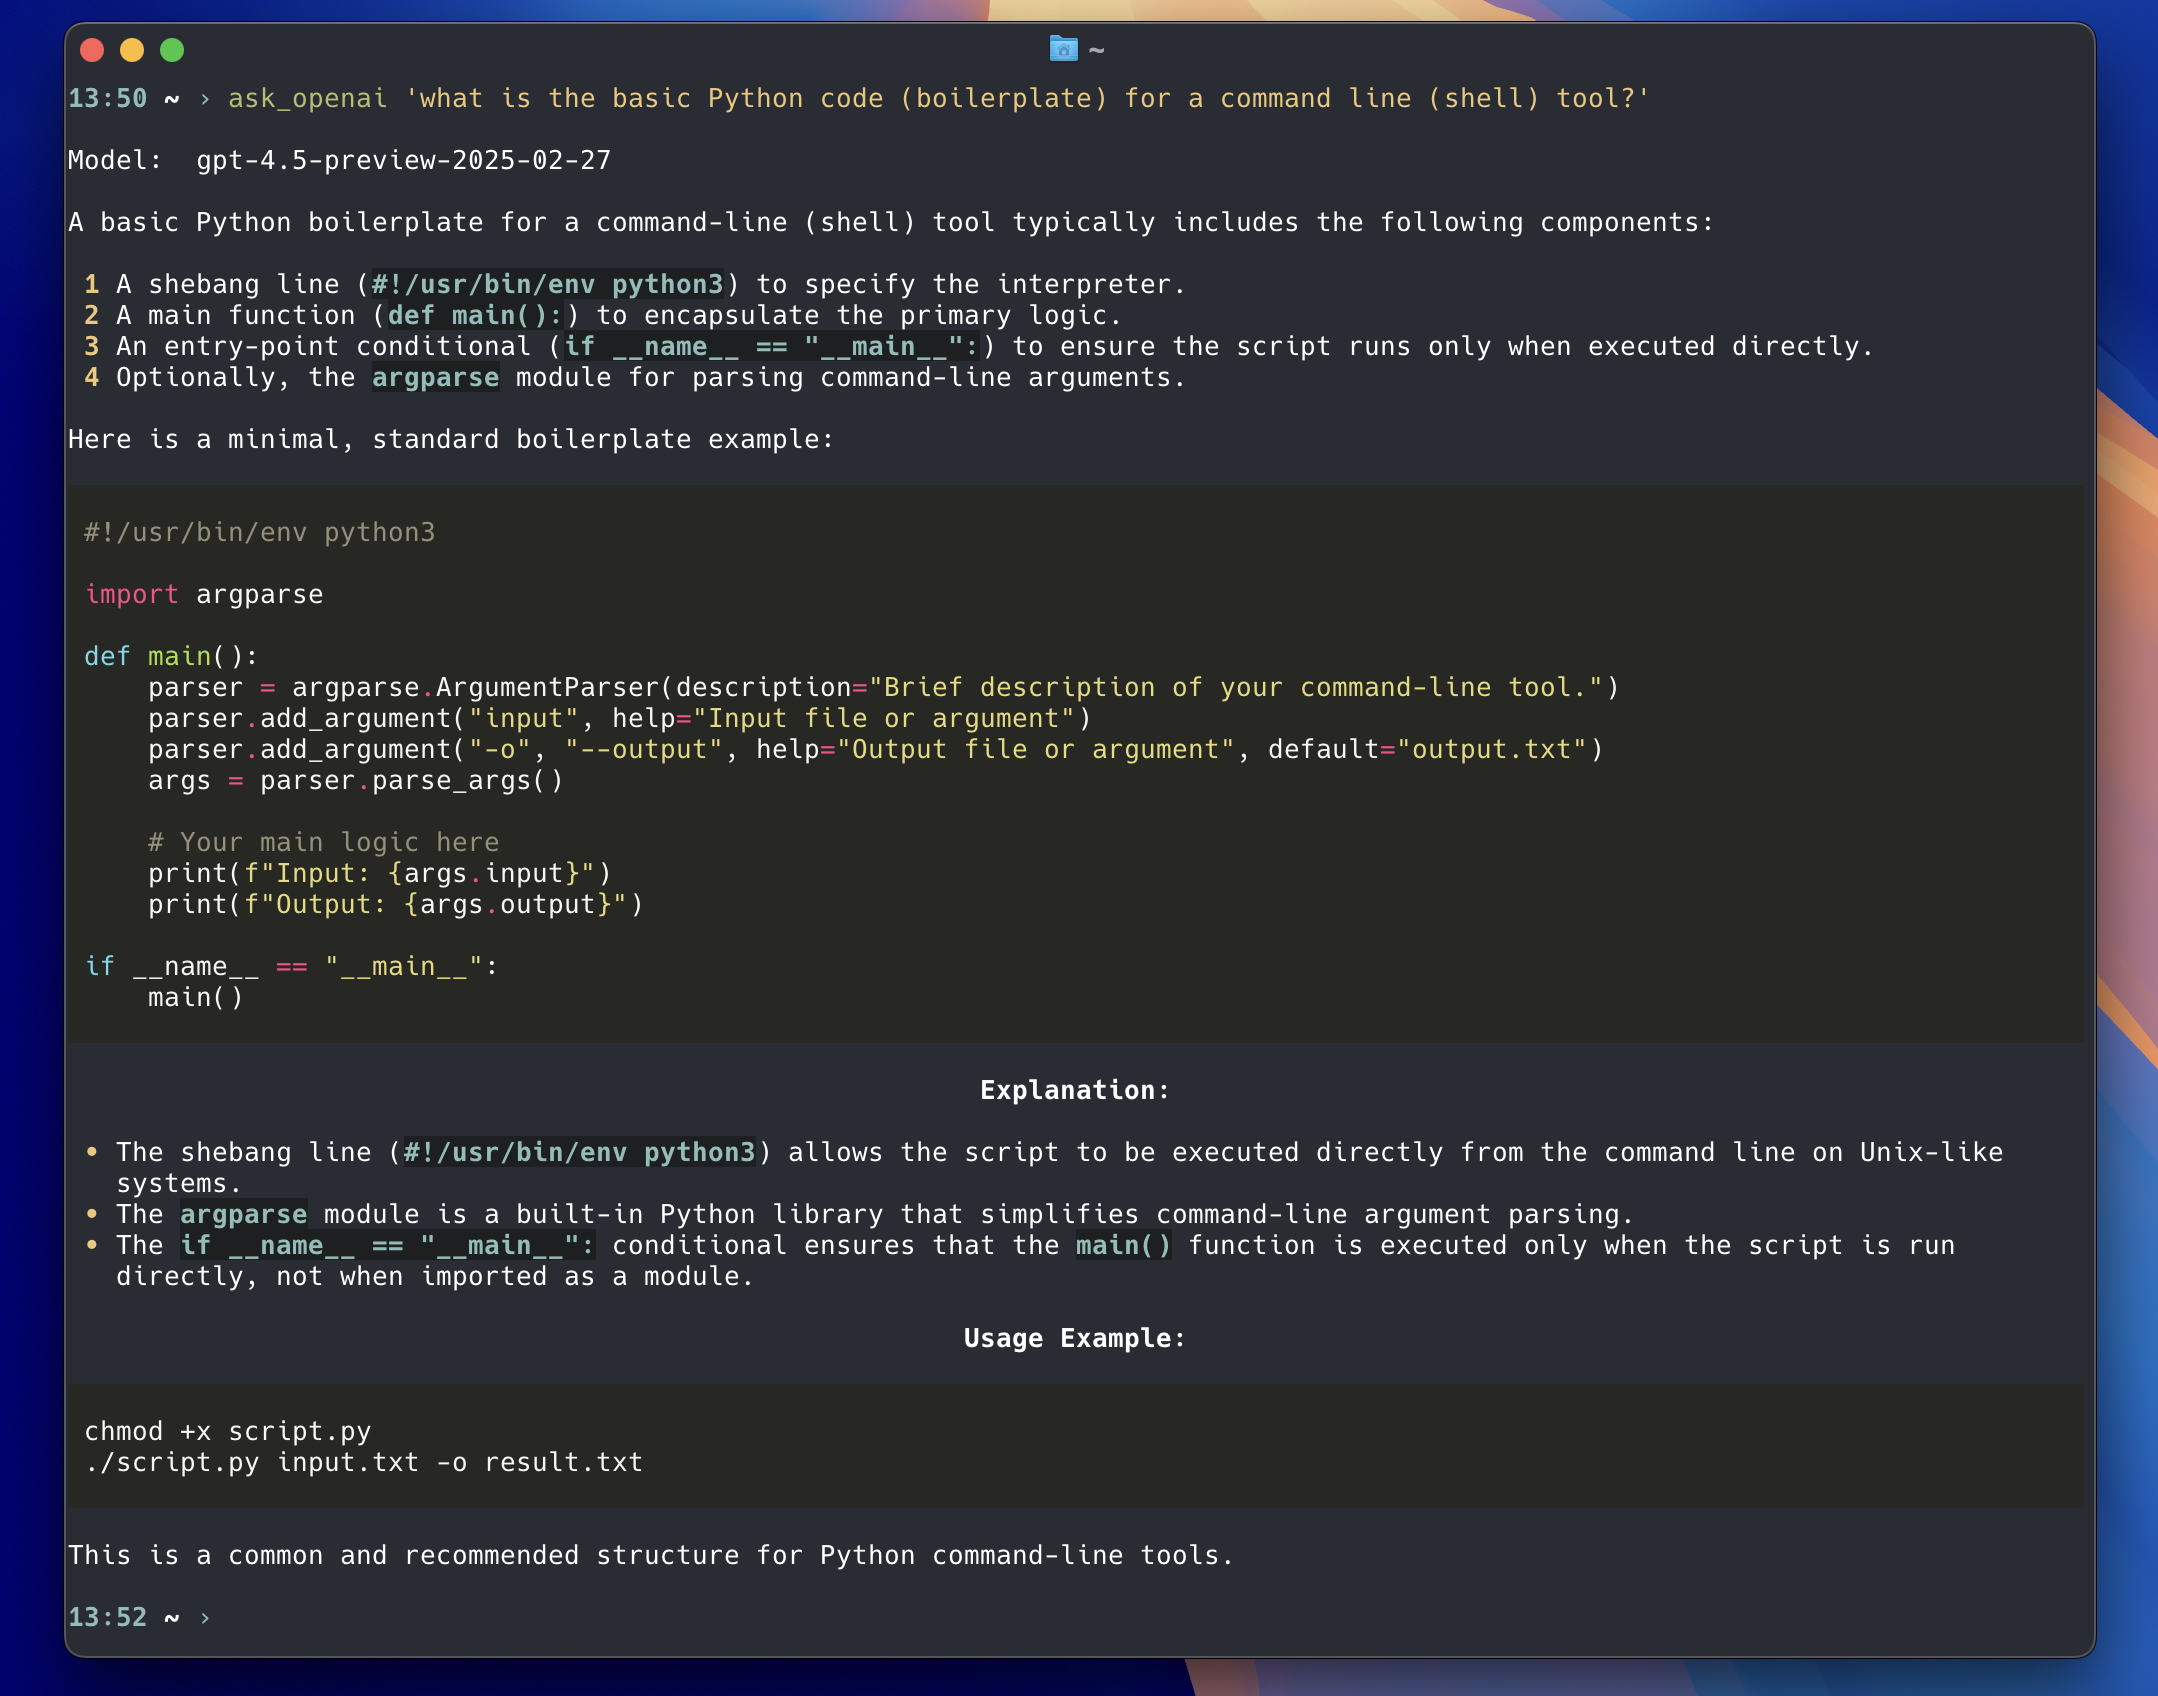 ~
13:50 ~ › ask_openai 'what is the basic Python code (boilerplate) for a command line (shell) tool?'
Model:  gpt-4.5-preview-2025-02-27
A basic Python boilerplate for a command-line (shell) tool typically includes the following components:
1 A shebang line (#!/usr/bin/env python3) to specify the interpreter.
2 A main function (def main():) to encapsulate the primary logic.
3 An entry-point conditional (if __name__ == "__main__":) to ensure the script runs only when executed directly.
4 Optionally, the argparse module for parsing command-line arguments.
Here is a minimal, standard boilerplate example:
#!/usr/bin/env python3
import argparse
def main():
    parser = argparse.ArgumentParser(description="Brief description of your command-line tool.")
    parser.add_argument("input", help="Input file or argument")
    parser.add_argument("-o", "--output", help="Output file or argument", default="output.txt")
    args = parser.parse_args()
    # Your main logic here
    print(f"Input: {args.input}")
    print(f"Output: {args.output}")
if __name__ == "__main__":
    main()
Explanation:
• The shebang line (#!/usr/bin/env python3) allows the script to be executed directly from the command line on Unix-like
systems.
• The argparse module is a built-in Python library that simplifies command-line argument parsing.
• The if __name__ == "__main__": conditional ensures that the main() function is executed only when the script is run
directly, not when imported as a module.
Usage Example:
chmod +x script.py
./script.py input.txt -o result.txt
This is a common and recommended structure for Python command-line tools.
13:52 ~ ›